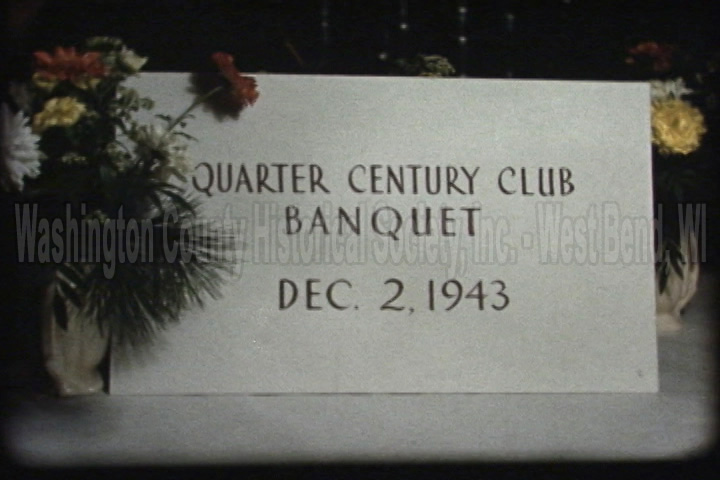 QUARTER CENTURY CLUB
BANQUET
Washington County Historical Society, Inc. - West Bend, WI
DEC. 2, 1943